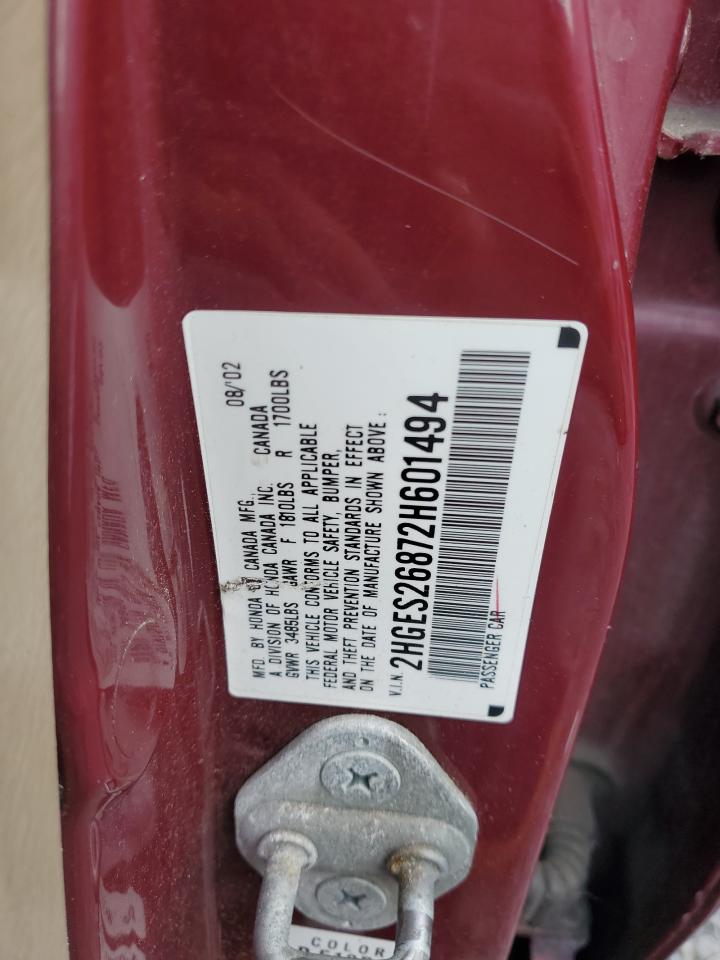 MFD. BY HONDA OF CANADA MFG., 08/'02
A DIVISION OF HONDA CANADA INC. CANADA
GVWR 3485LBS GAWR F 1810LBS R 1700LBS
THIS VEHICLE CONFORMS TO ALL APPLICABLE
FEDERAL MOTOR VEHICLE SAFETY, BUMPER,
AND THEFT PREVENTION STANDARDS IN EFFECT
ON THE DATE OF MANUFACTURE SHOWN ABOVE:
V.I.N. 2HGES26872H601494
PASSENGER CAR
COLOR